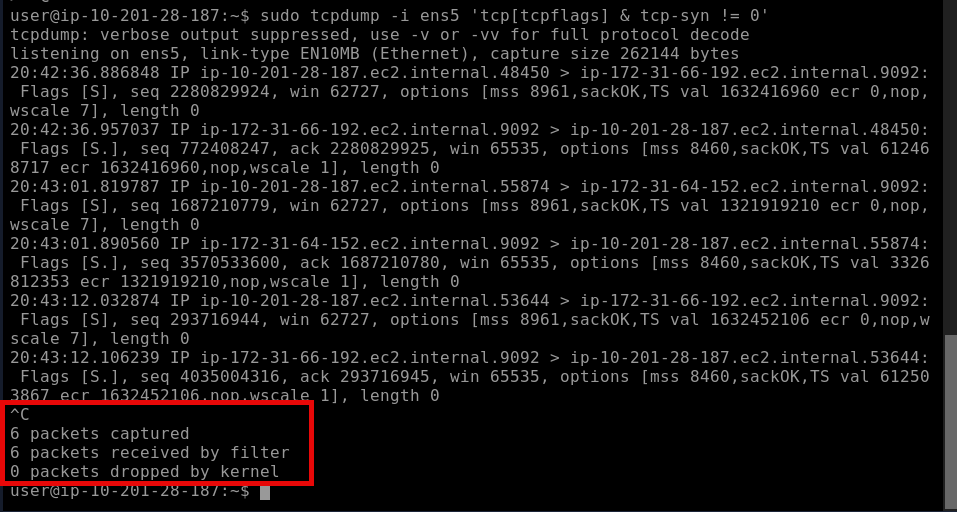 user@ip-10-201-28-187:~$ sudo tcpdump -i ens5 'tcp[tcpflags] & tcp-syn != 0'
tcpdump: verbose output suppressed, use -v or -vv for full protocol decode
listening on ens5, link-type EN10MB (Ethernet), capture size 262144 bytes
20:42:36.886848 IP ip-10-201-28-187.ec2.internal.48450 > ip-172-31-66-192.ec2.internal.9092:
 Flags [S], seq 2280829924, win 62727, options [mss 8961,sackOK,TS val 1632416960 ecr 0,nop,
wscale 7], length 0
20:42:36.957037 IP ip-172-31-66-192.ec2.internal.9092 > ip-10-201-28-187.ec2.internal.48450:
 Flags [S.], seq 772408247, ack 2280829925, win 65535, options [mss 8460,sackOK,TS val 61246
8717 ecr 1632416960,nop,wscale 1], length 0
20:43:01.819787 IP ip-10-201-28-187.ec2.internal.55874 > ip-172-31-64-152.ec2.internal.9092:
 Flags [S], seq 1687210779, win 62727, options [mss 8961,sackOK,TS val 1321919210 ecr 0,nop,
wscale 7], length 0
20:43:01.890560 IP ip-172-31-64-152.ec2.internal.9092 > ip-10-201-28-187.ec2.internal.55874:
 Flags [S.], seq 3570533600, ack 1687210780, win 65535, options [mss 8460,sackOK,TS val 3326
812353 ecr 1321919210,nop,wscale 1], length 0
20:43:12.032874 IP ip-10-201-28-187.ec2.internal.53644 > ip-172-31-66-192.ec2.internal.9092:
 Flags [S], seq 293716944, win 62727, options [mss 8961,sackOK,TS val 1632452106 ecr 0,nop,w
scale 7], length 0
20:43:12.106239 IP ip-172-31-66-192.ec2.internal.9092 > ip-10-201-28-187.ec2.internal.53644:
 Flags [S.], seq 4035004316, ack 293716945, win 65535, options [mss 8460,sackOK,TS val 61250
3867 ecr 1632452106,nop,wscale 1], length 0
^C
6 packets captured
6 packets received by filter
0 packets dropped by kernel
user@ip-10-201-28-187:~$